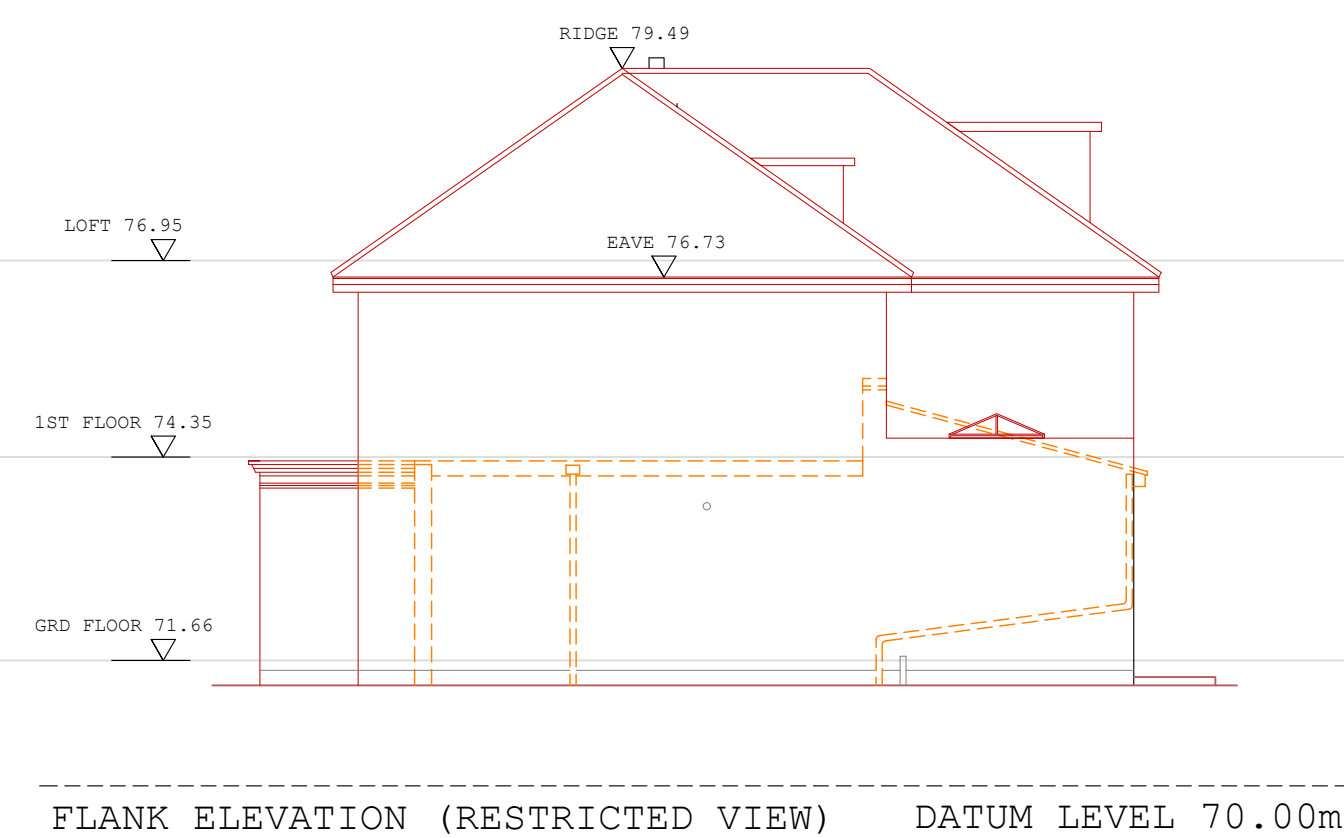 RIDGE 79.49
LOFT 76.95
EAVE 76.73
1ST FLOOR 74.35
GRD FLOOR 71.66
FLANK ELEVATION (RESTRICTED VIEW) DATUM LEVEL 70.00m